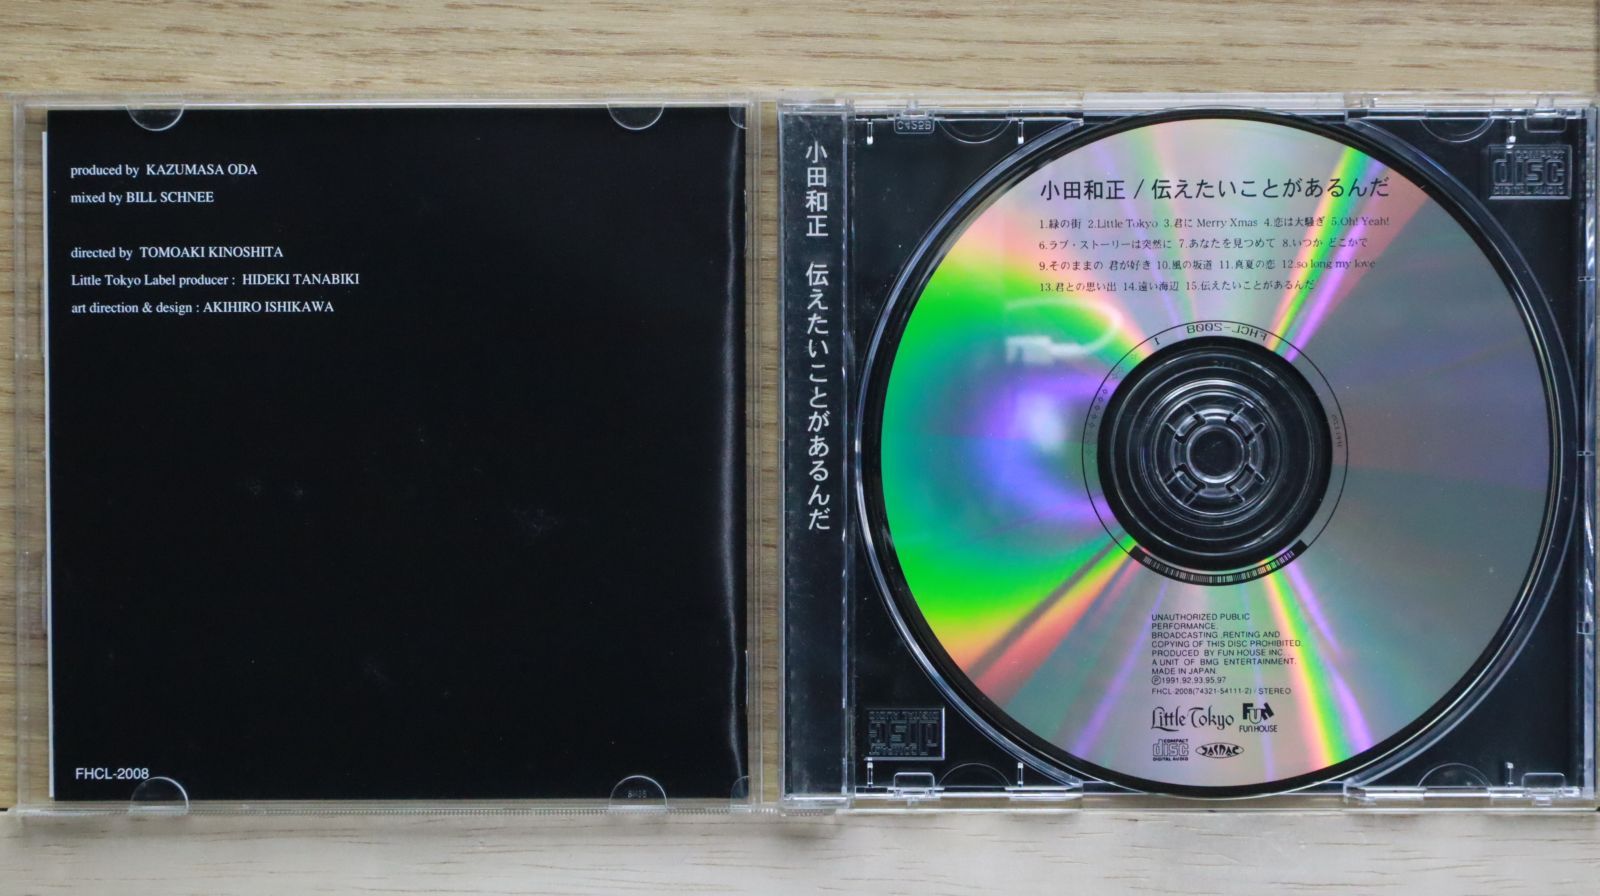 produced by KAZUMASA ODA
mixed by BILL SCHNEE
directed by TOMOAKI KINOSHITA
Little Tokyo Label producer : HIDEKI TANABIKI
art direction & design : AKIHIRO ISHIKAWA
FHCL-2008
小田和正 伝えたいことがあるんだ
小田和正 / 伝えたいことがあるんだ
1.緑の街 2.Little Tokyo 3.君に Merry Xmas 4.恋は大騒ぎ 5.Oh! Yeah!
6.ラブ・ストーリーは突然に 7.あなたを見つめて 8.いつか どこかで
9.そのままの 君が好き 10.風の坂道 11.真夏の恋 12.so long my love
13.君との思い出 14.遠い海辺 15.伝えたいことがあるんだ
FHCL-2008 1
UNAUTHORIZED PUBLIC
PERFORMANCE.
BROADCASTING ,RENTING AND
COPYING OF THIS DISC PROHIBITED.
PRODUCED BY FUN HOUSE INC.
A UNIT OF BMG ENTERTAINMENT.
MADE IN JAPAN.
Ⓟ1991,92,93,95,97
FHCL-2008(74321-54111-2) / STEREO
Little Tokyo
FUN
FUN HOUSE
COMPACT
disc
DIGITAL AUDIO
JASRAC
COMPACT
disc
DIGITAL AUDIO